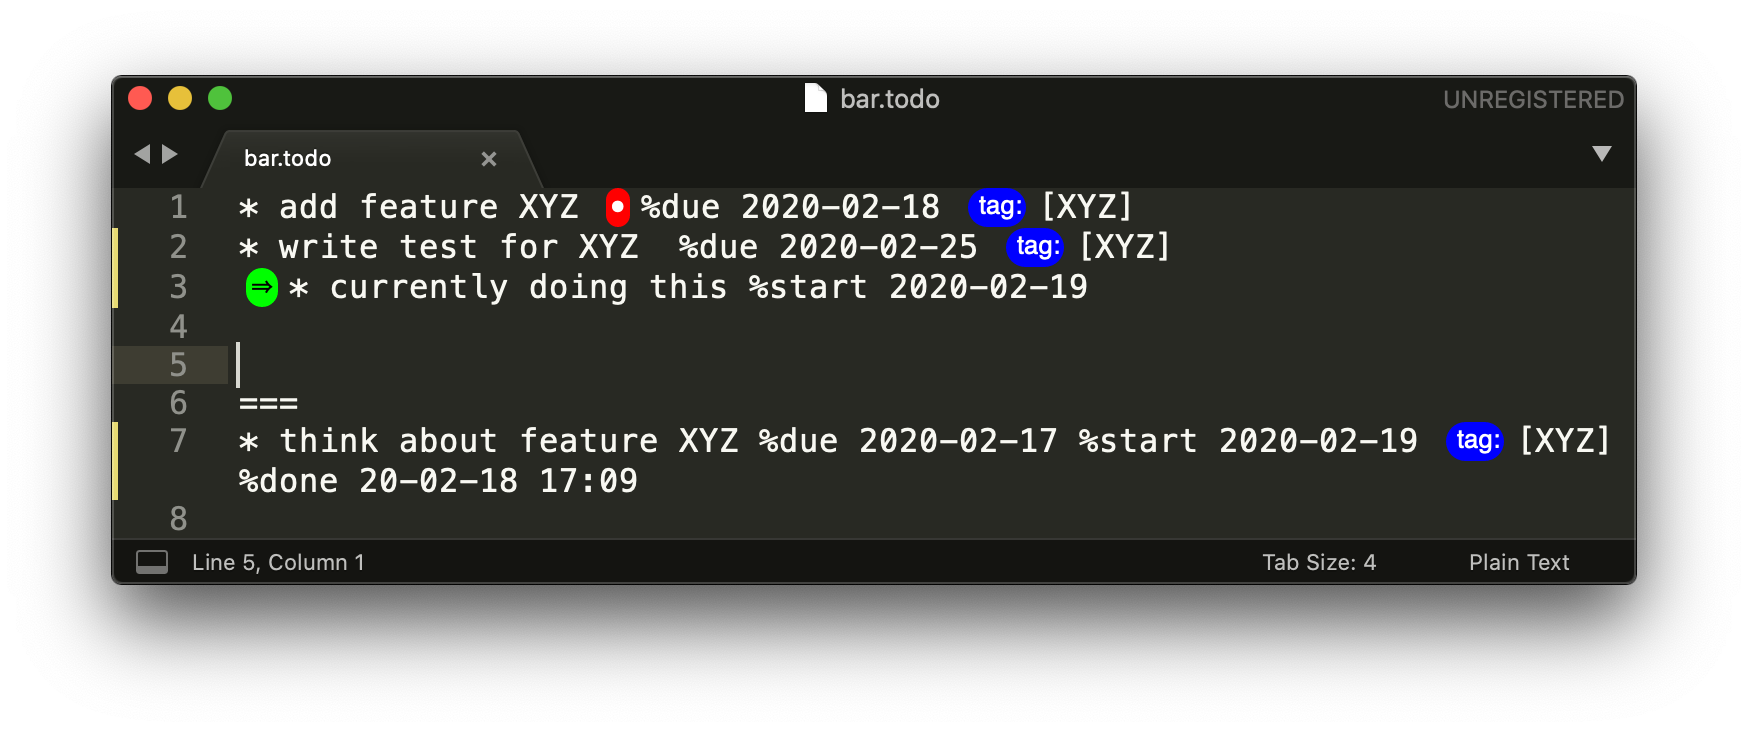 bar.todo
UNREGISTERED
bar.todo ×
1 * add feature XYZ • %due 2020-02-18 tag: [XYZ]
2 * write test for XYZ  %due 2020-02-25 tag: [XYZ]
3 ⇒ * currently doing this %start 2020-02-19
4
5
6 ===
7 * think about feature XYZ %due 2020-02-17 %start 2020-02-19 tag: [XYZ]
%done 20-02-18 17:09
8
Line 5, Column 1
Tab Size: 4
Plain Text